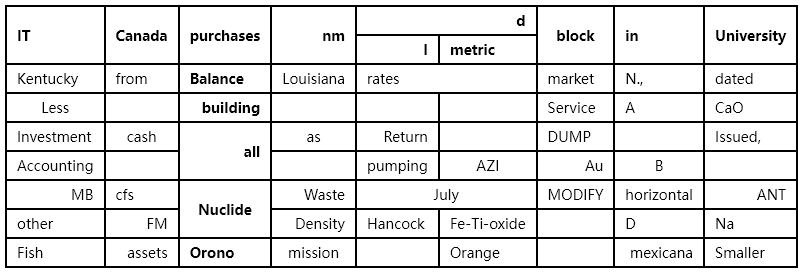 IT Canada purchases nm d block in University
l metric
Kentucky from Balance Louisiana rates market N., dated
Less building Service A CaO
Investment cash all as Return DUMP Issued,
Accounting pumping AZI Au B
MB cfs Nuclide Waste July MODIFY horizontal ANT
other FM Density Hancock Fe-Ti-oxide D Na
Fish assets Orono mission Orange mexicana Smaller